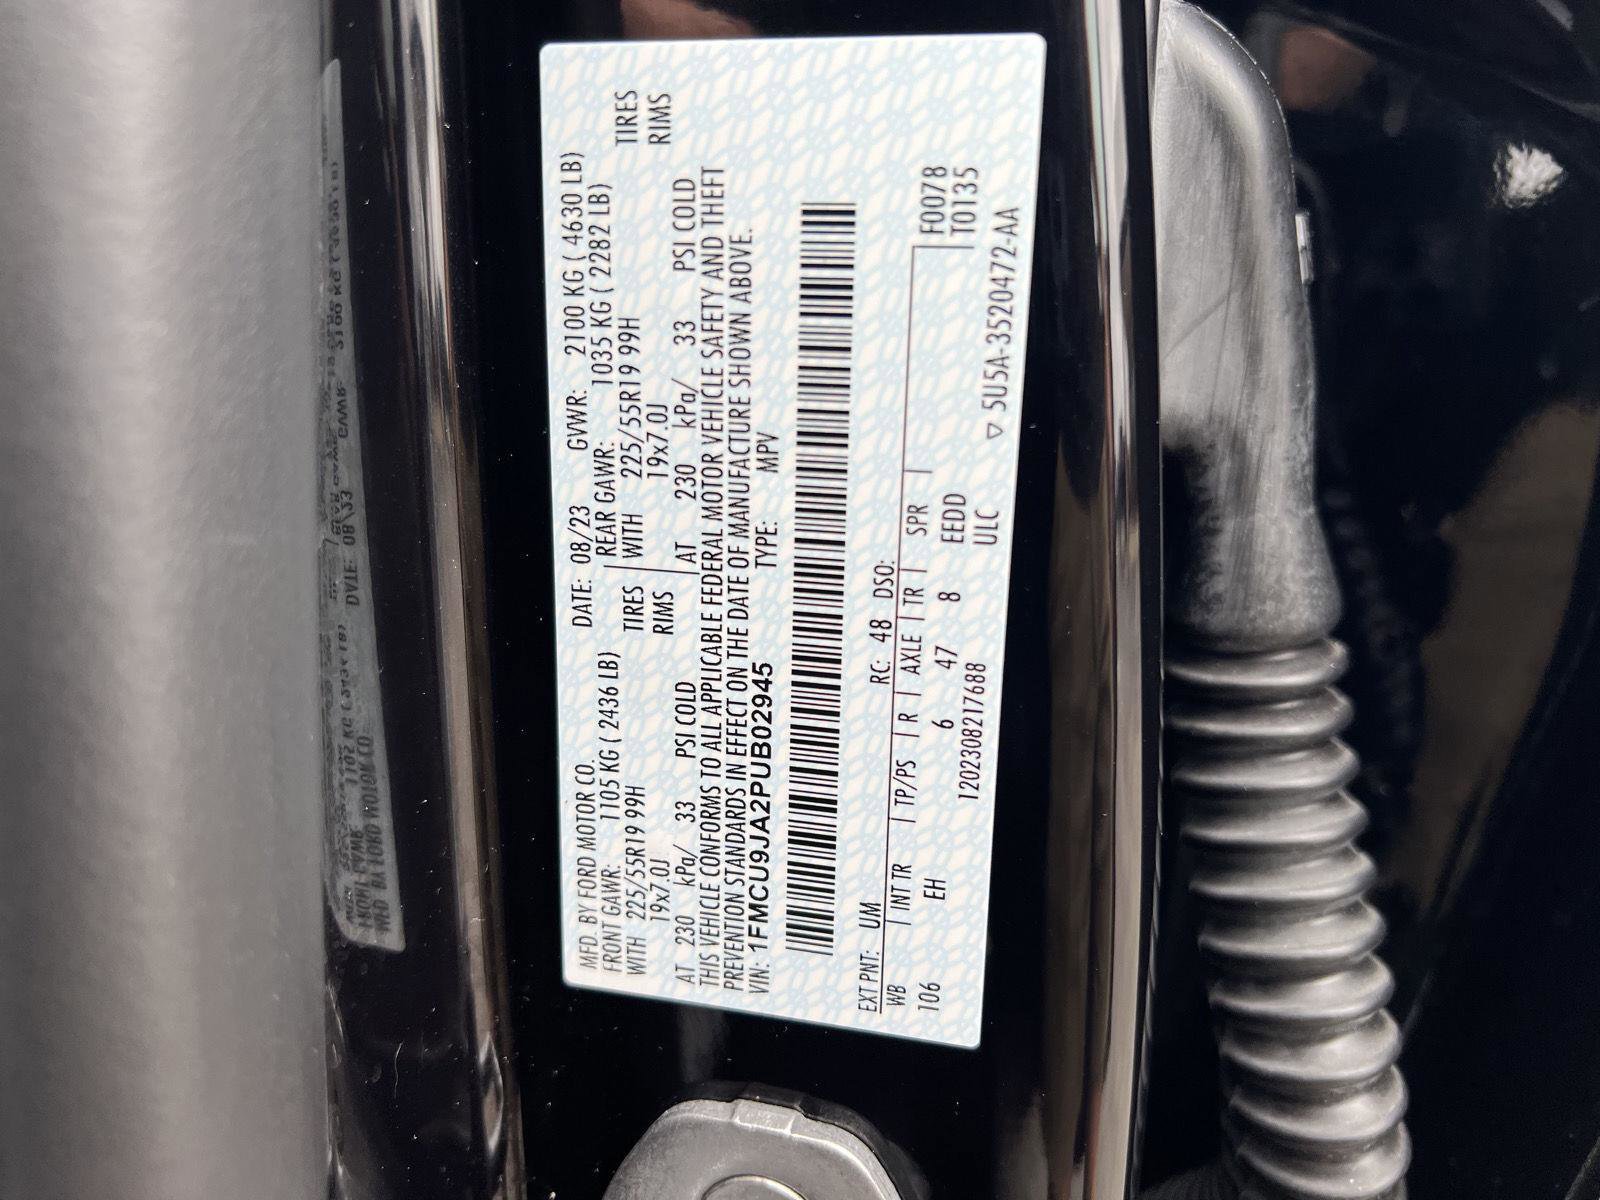 MFD. BY FORD MOTOR CO. DATE: 08/23 GVWR: 2100 KG ( 4630 LB)
FRONT GAWR: 1105 KG ( 2436 LB) REAR GAWR: 1035 KG ( 2282 LB)
WITH 225/55R19 99H TIRES WITH 225/55R19 99H TIRES
19x7.0J RIMS 19x7.0J RIMS
AT 230 kPa/ 33 PSI COLD AT 230 kPa/ 33 PSI COLD
THIS VEHICLE CONFORMS TO ALL APPLICABLE FEDERAL MOTOR VEHICLE SAFETY AND THEFT
PREVENTION STANDARDS IN EFFECT ON THE DATE OF MANUFACTURE SHOWN ABOVE.
VIN: 1FMCU9JA2PUB02945 TYPE: MPV
EXT PNT: UM RC: 48 DSO:
WB INT TR TP/PS R AXLE TR SPR F0078
106 EH 6 47 8 EEDD T0135
120230821768​8 ULC
▽ 5U5A-3520472-AA